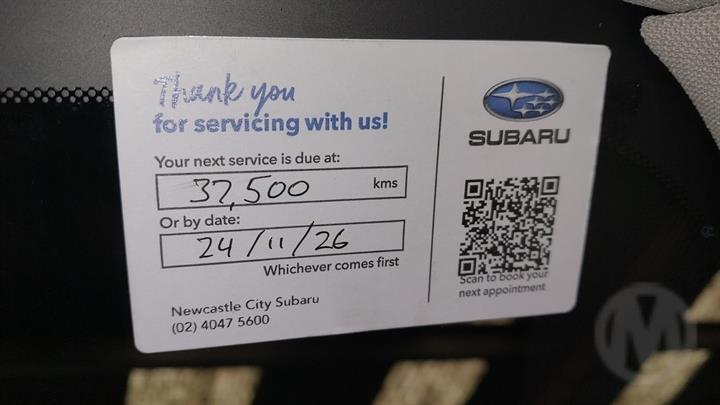 Thank you
for servicing with us!
Your next service is due at:
37,500 kms
Or by date:
24/11/26
Whichever comes first
Newcastle City Subaru
(02) 4047 5600
SUBARU
Scan to book your
next appointment
M